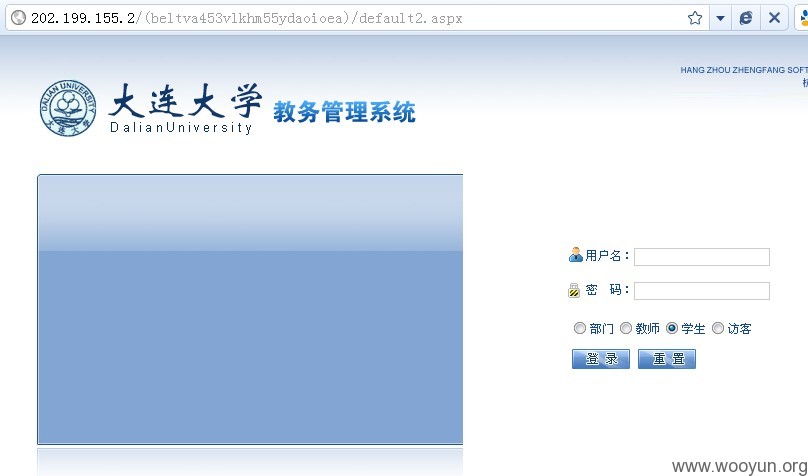 202.199.155.2/(beltva453vlkhm55ydaoioea)/default2.aspx
HANG ZHOU ZHENGFANG SOFT
杭
DALIAN UNIVERSITY
大连大学
大连大学
DalianUniversity
教务管理系统
用户名：
密 码：
部门 教师 学生 访客
登 录 重 置
www.wooyun.org